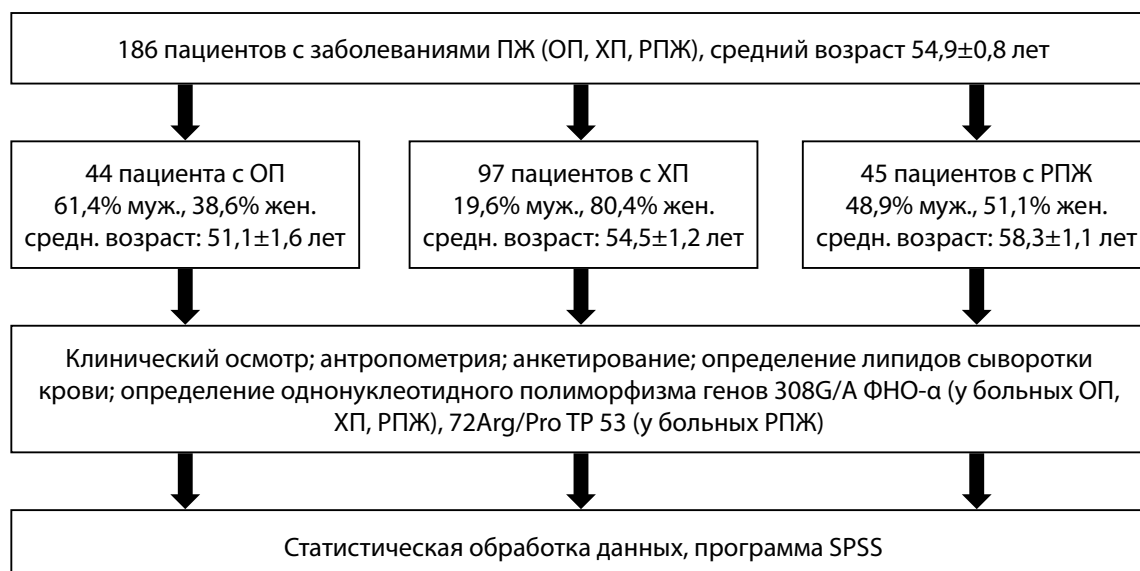 186 пациентов с заболеваниями ПЖ (ОП, ХП, РПЖ), средний возраст 54,9±0,8 лет
44 пациента с ОП
61,4% муж., 38,6% жен.
средн. возраст: 51,1±1,6 лет
97 пациентов с ХП
19,6% муж., 80,4% жен.
средн. возраст: 54,5±1,2 лет
45 пациентов с РПЖ
48,9% муж., 51,1% жен.
средн. возраст: 58,3±1,1 лет
Клинический осмотр; антропометрия; анкетирование; определение липидов сыворотки
крови; определение однонуклеотидного полиморфизма генов 308G/A ФНО-α (у больных ОП,
ХП, РПЖ), 72Arg/Pro TP 53 (у больных РПЖ)
Статистическая обработка данных, программа SPSS